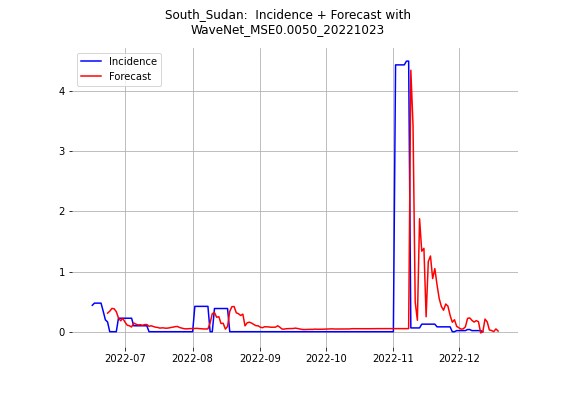 South_Sudan:  Incidence + Forecast with
WaveNet_MSE0.0050_20221023
Incidence
Forecast
4
3
2
1
0
2022-07
2022-08
2022-09
2022-10
2022-11
2022-12